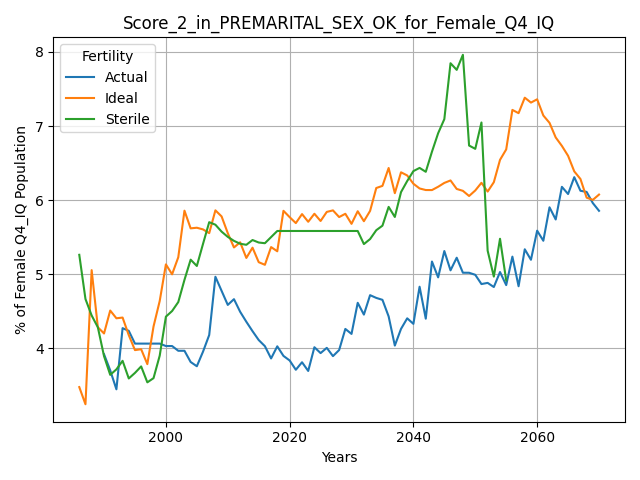 Score_2_in_PREMARITAL_SEX_OK_for_Female_Q4_IQ
Fertility
Actual
Ideal
Sterile
% of Female Q4_IQ Population
8
7
6
5
4
2000
2020
2040
2060
Years